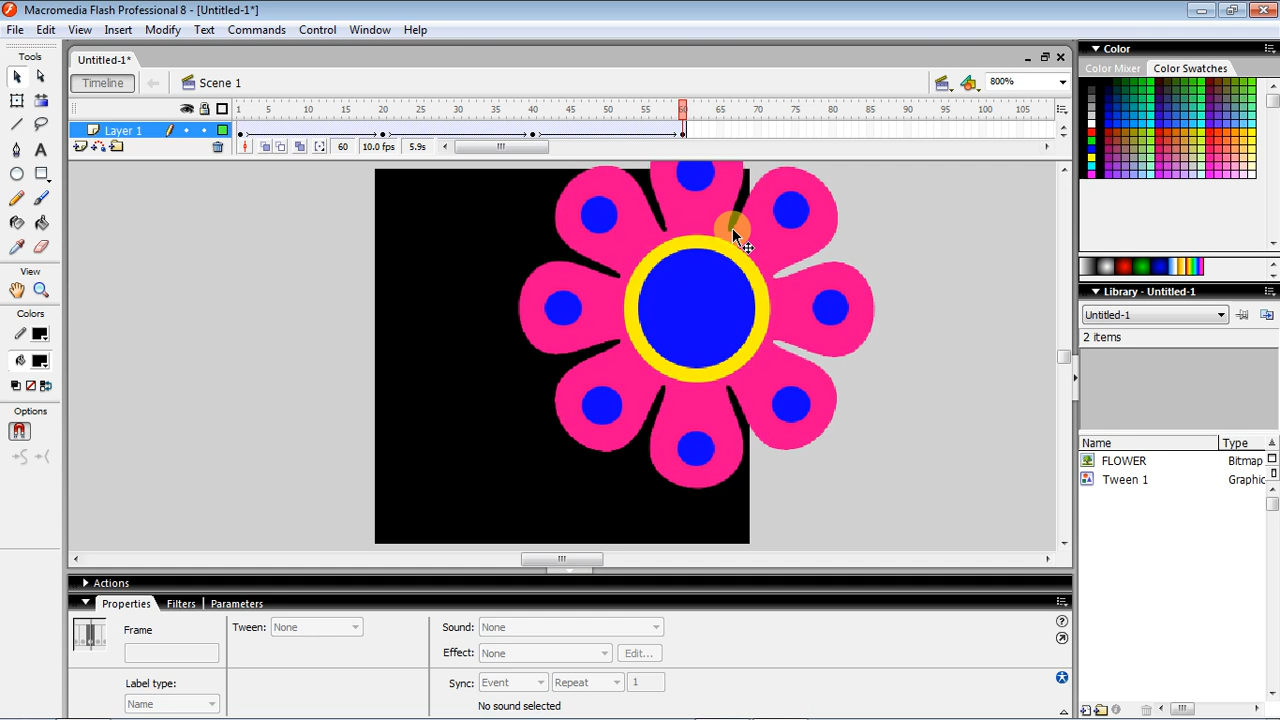 Macromedia Flash Professional 8 - [Untitled-1*]
File Edit View Insert Modify Text Commands Control Window Help
Tools
View
Colors
Options
Untitled-1*
Timeline
Scene 1
800%
1 5 10 15 20 25 30 35 40 45 50 55 60 65 70 75 80 85 90 95 100 105
Layer 1
60 10.0 fps
Color
Color Mixer Color Swatches
Library - Untitled-1
Untitled-1
2 items
Name Type
FLOWER Bitmap
Tween 1 Graphic
Actions
Properties Filters Parameters
Frame
Tween: None
Sound: None
Effect: None Edit...
Label type:
Name
Sync: Event Repeat 1
No sound selected